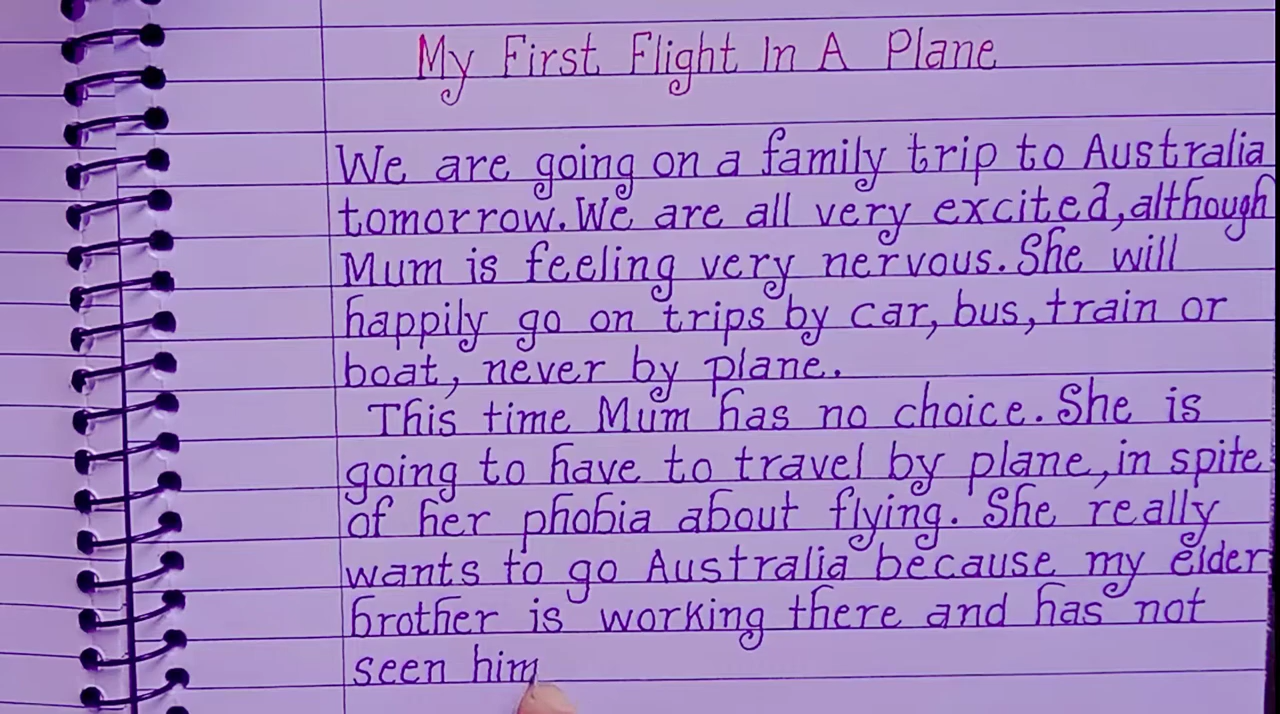 My First Flight In A Plane
We are going on a family trip to Australia
tomorrow. We are all very excited, although
Mum is feeling very nervous. She will
happily go on trips by car, bus, train or
boat, never by plane.
This time Mum has no choice. She is
going to have to travel by plane, in spite
of her phobia about flying. She really
wants to go Australia because my elder
brother is working there and has not
seen him